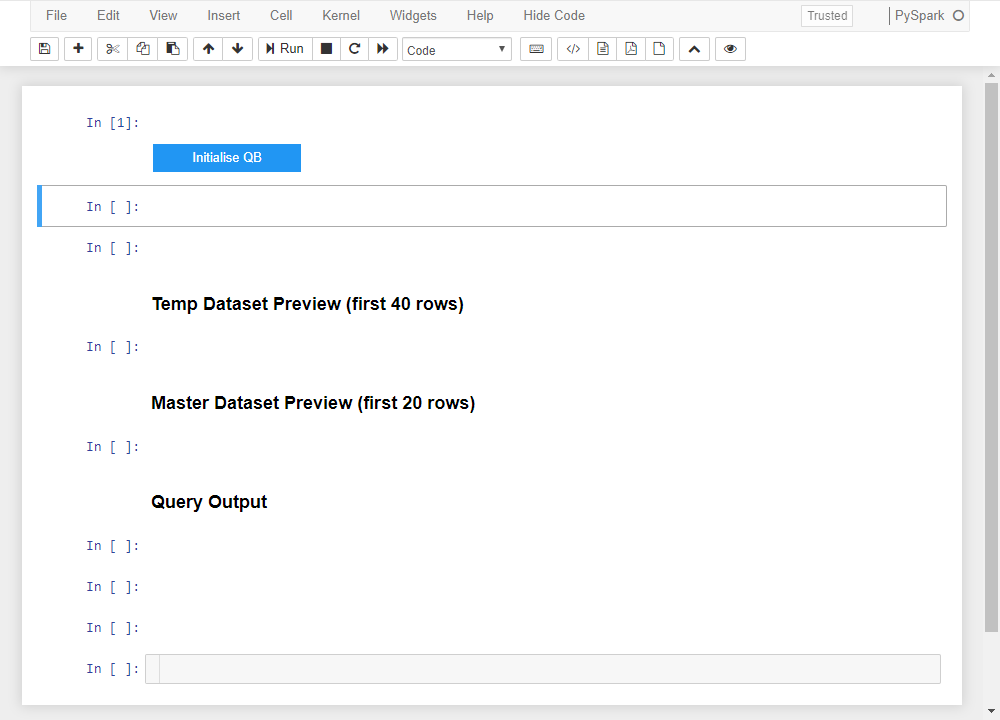 File Edit View Insert Cell Kernel Widgets Help Hide Code Trusted PySpark
Run Code
In [1]:
Initialise QB
In [ ]:
In [ ]:
Temp Dataset Preview (first 40 rows)
In [ ]:
Master Dataset Preview (first 20 rows)
In [ ]:
Query Output
In [ ]:
In [ ]:
In [ ]:
In [ ]: